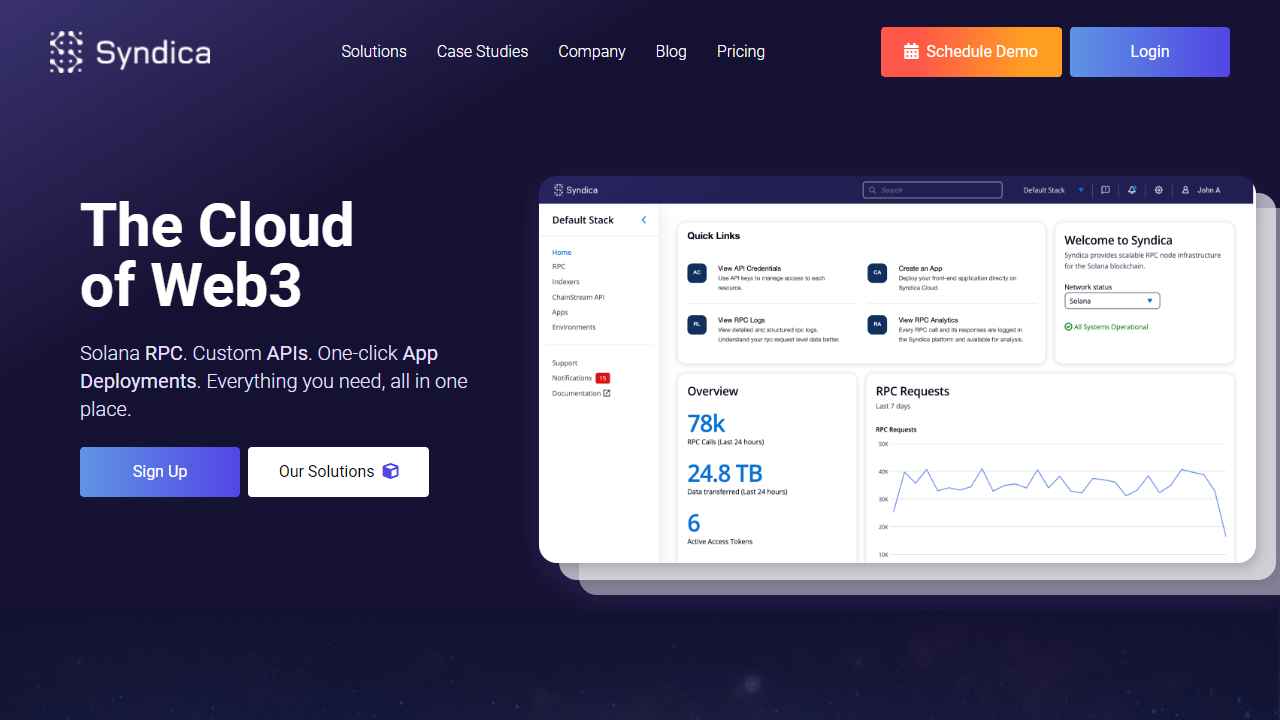 Syndica
Solutions
Case Studies
Company
Blog
Pricing
Schedule Demo
Login
The Cloud
of Web3
Solana RPC. Custom APIs. One-click App
Deployments. Everything you need, all in one
place.
Sign Up
Our Solutions
Syndica
Search
Default Stack
John A
Default Stack
Home
RPC
Indexers
ChainStream API
Apps
Environments
Support
Notifications 15
Documentation
Quick Links
AC
View API Credentials
Use API keys to manage access to each
resource.
CA
Create an App
Deploy your front-end application directly on
Syndica Cloud.
RL
View RPC Logs
View detailed and structured rpc logs.
Understand your rpc request level data better.
RA
View RPC Analytics
Every RPC call and its responses are logged in
the Syndica platform and available for analysis.
Welcome to Syndica
Syndica provides scalable RPC node infrastructure
for the Solana blockchain.
Network status
Solana
All Systems Operational
Overview
78k
RPC Calls (Last 24 hours)
24.8 TB
Data transferred (Last 24 hours)
6
Active Access Tokens
RPC Requests
Last 7 days
RPC Requests
50K
40K
30K
20K
10K